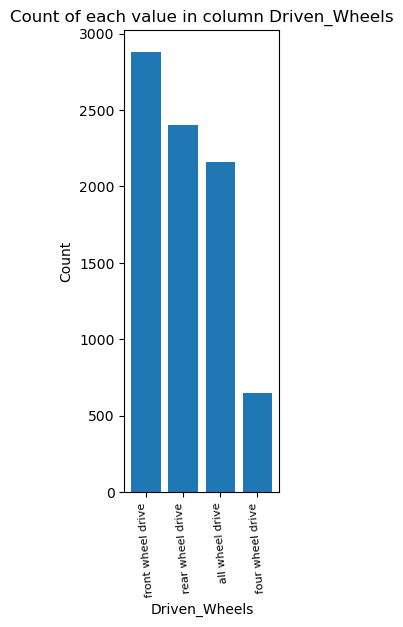 Count of each value in column Driven_Wheels
3000
2500
2000
1500
1000
500
0
Count
front wheel drive
rear wheel drive
all wheel drive
four wheel drive
Driven_Wheels